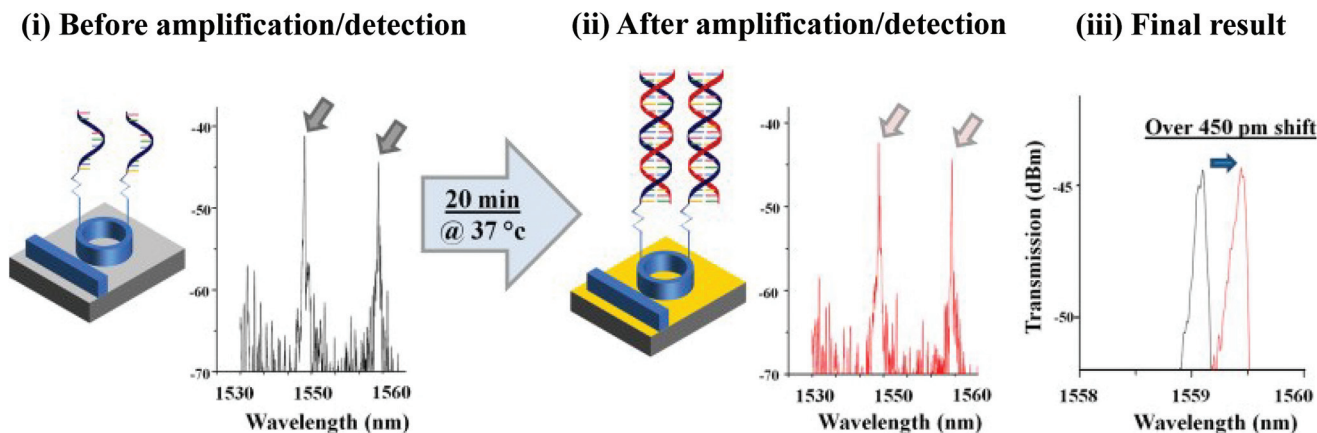 (i) Before amplification/detection
(ii) After amplification/detection
(iii) Final result
-40
-50
-60
-70
1530
1550
1560
Wavelength (nm)
20 min
@ 37 °c
-40
-50
-60
-70
1530
1550
1560
Wavelength (nm)
Over 450 pm shift
Transmission (dBm)
-45
-50
1558
1559
1560
Wavelength (nm)